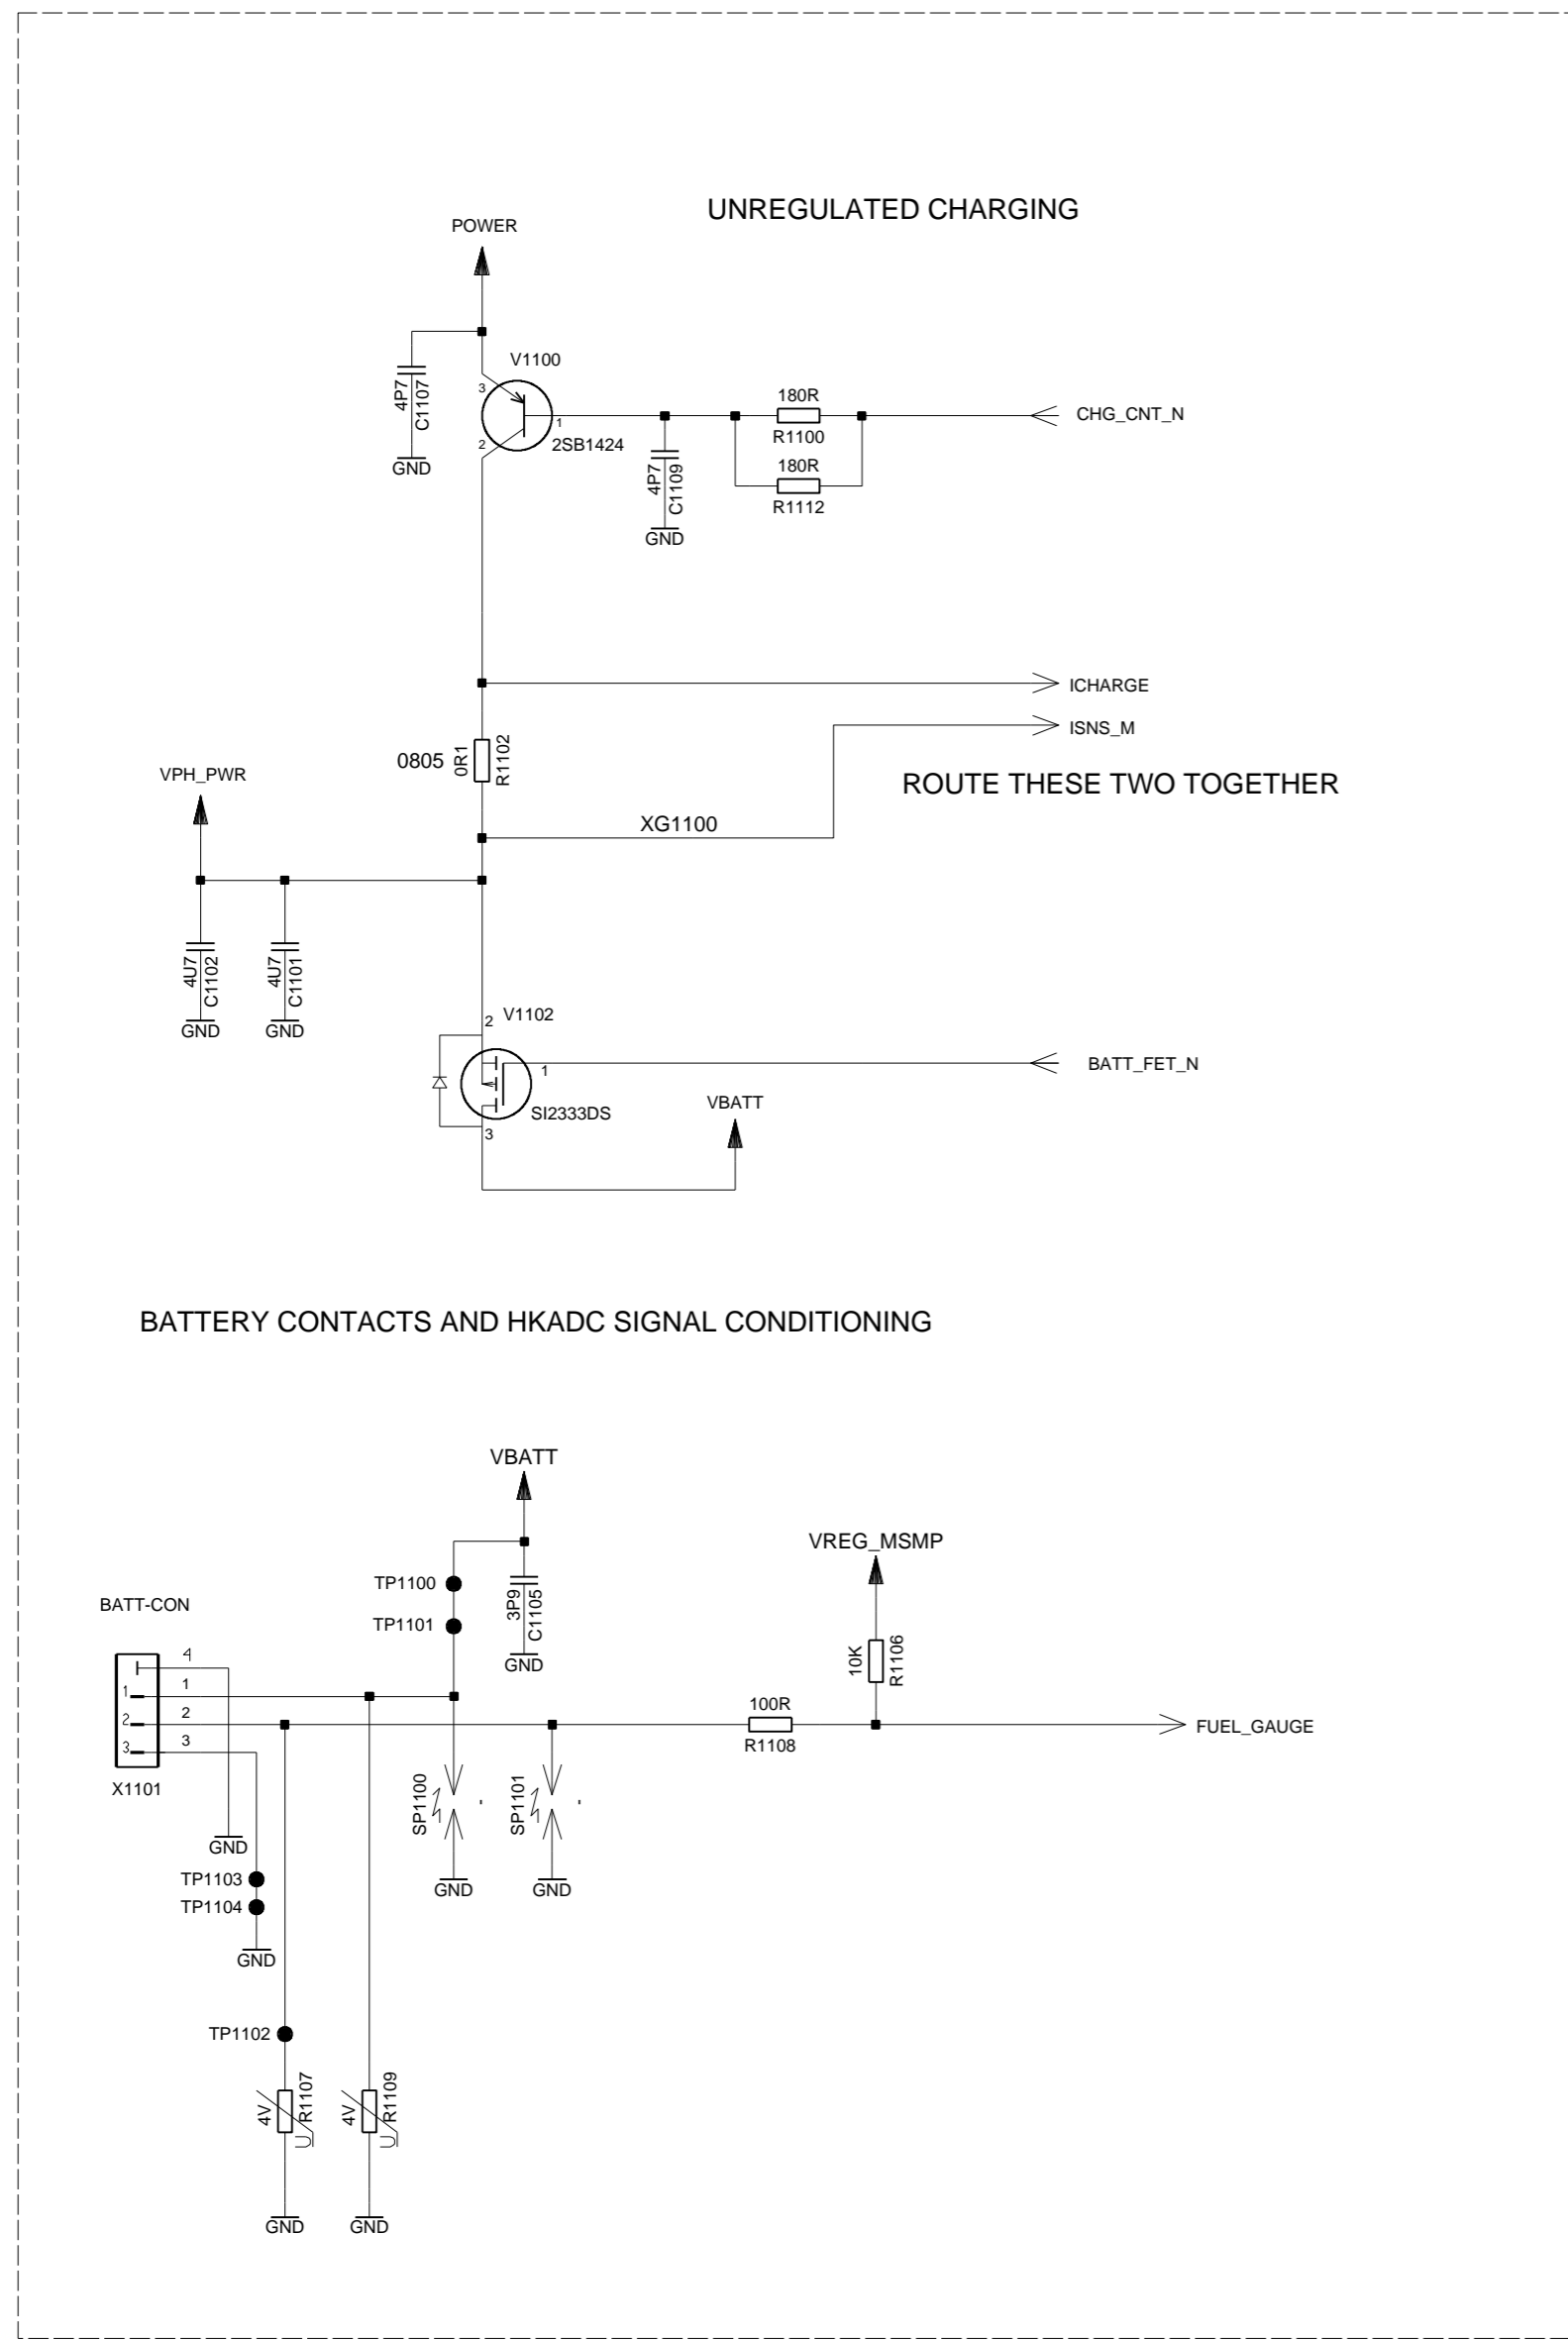 UNREGULATED CHARGING
POWER
V1100
4P7
C1107
3
1
2
2SB1424
GND
180R
R1100
180R
R1112
CHG_CNT_N
4P7
C1109
GND
ICHARGE
ISNS_M
0805
0R1
R1102
ROUTE THESE TWO TOGETHER
VPH_PWR
XG1100
4U7
C1102
4U7
C1101
GND
GND
2
V1102
1
SI2333DS
3
BATT_FET_N
VBATT
BATTERY CONTACTS AND HKADC SIGNAL CONDITIONING
VBATT
VREG_MSMP
TP1100
TP1101
3P9
C1105
GND
BATT-CON
4
1
1
2
2
3
3
X1101
10K
R1106
100R
R1108
FUEL_GAUGE
SP1100
SP1101
GND
GND
GND
TP1103
TP1104
GND
TP1102
4V
R1107
U
4V
R1109
U
GND
GND